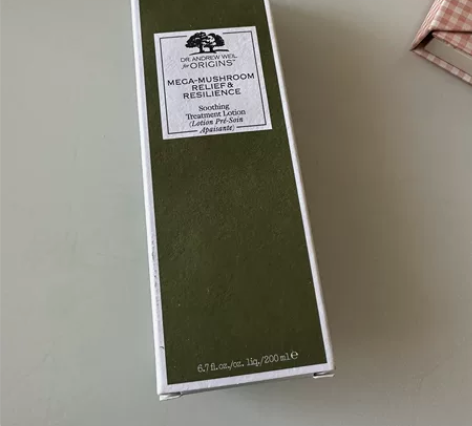 DR. ANDREW WEIL
for ORIGINS™
MEGA-MUSHROOM
RELIEF &
RESILIENCE
Soothing
Treatment Lotion
(Lotion Pré-Soin
Apaisante)
6.7 fl.oz./oz. liq./200 ml ℮